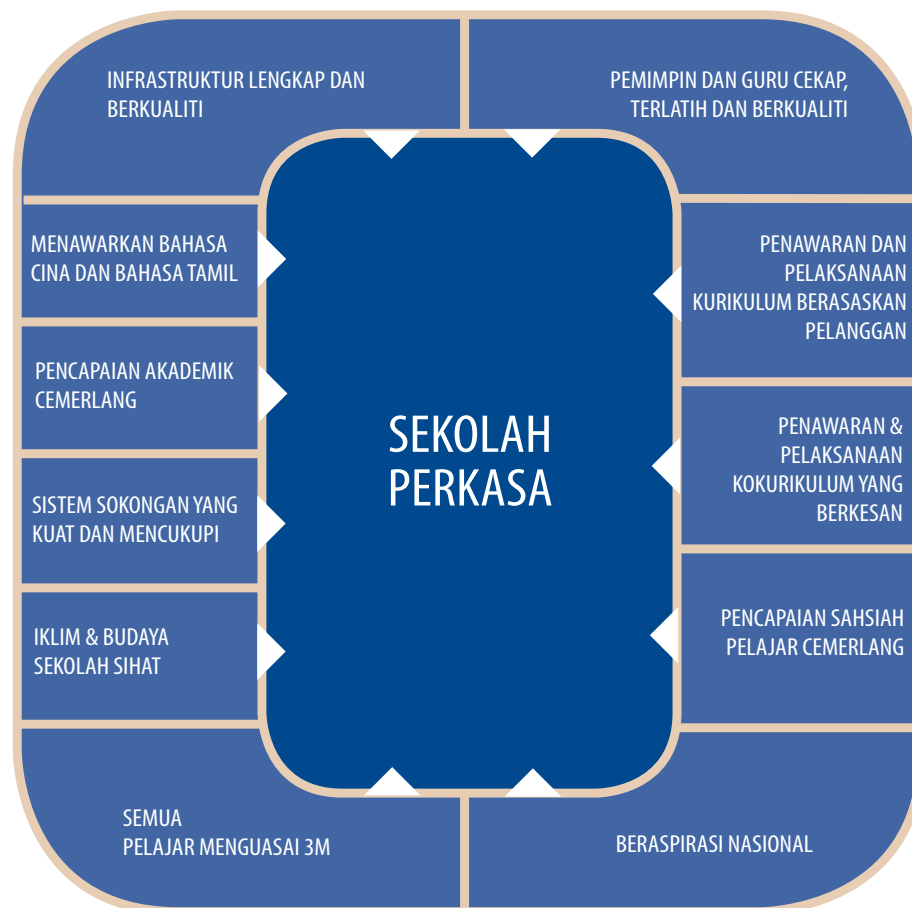 INFRASTRUKTUR LENGKAP DAN
BERKUALITI
PEMIMPIN DAN GURU CEKAP,
TERLATIH DAN BERKUALITI
MENAWARKAN BAHASA
CINA DAN BAHASA TAMIL
PENCAPAIAN AKADEMIK
CEMERLANG
SISTEM SOKONGAN YANG
KUAT DAN MENCUKUPI
IKLIM & BUDAYA
SEKOLAH SIHAT
SEKOLAH
PERKASA
PENAWARAN DAN
PELAKSANAAN
KURIKULUM BERASASKAN
PELANGGAN
PENAWARAN &
PELAKSANAAN
KOKURIKULUM YANG
BERKESAN
PENCAPAIAN SAHSIAH
PELAJAR CEMERLANG
SEMUA
PELAJAR MENGUASAI 3M
BERASPIRASI NASIONAL